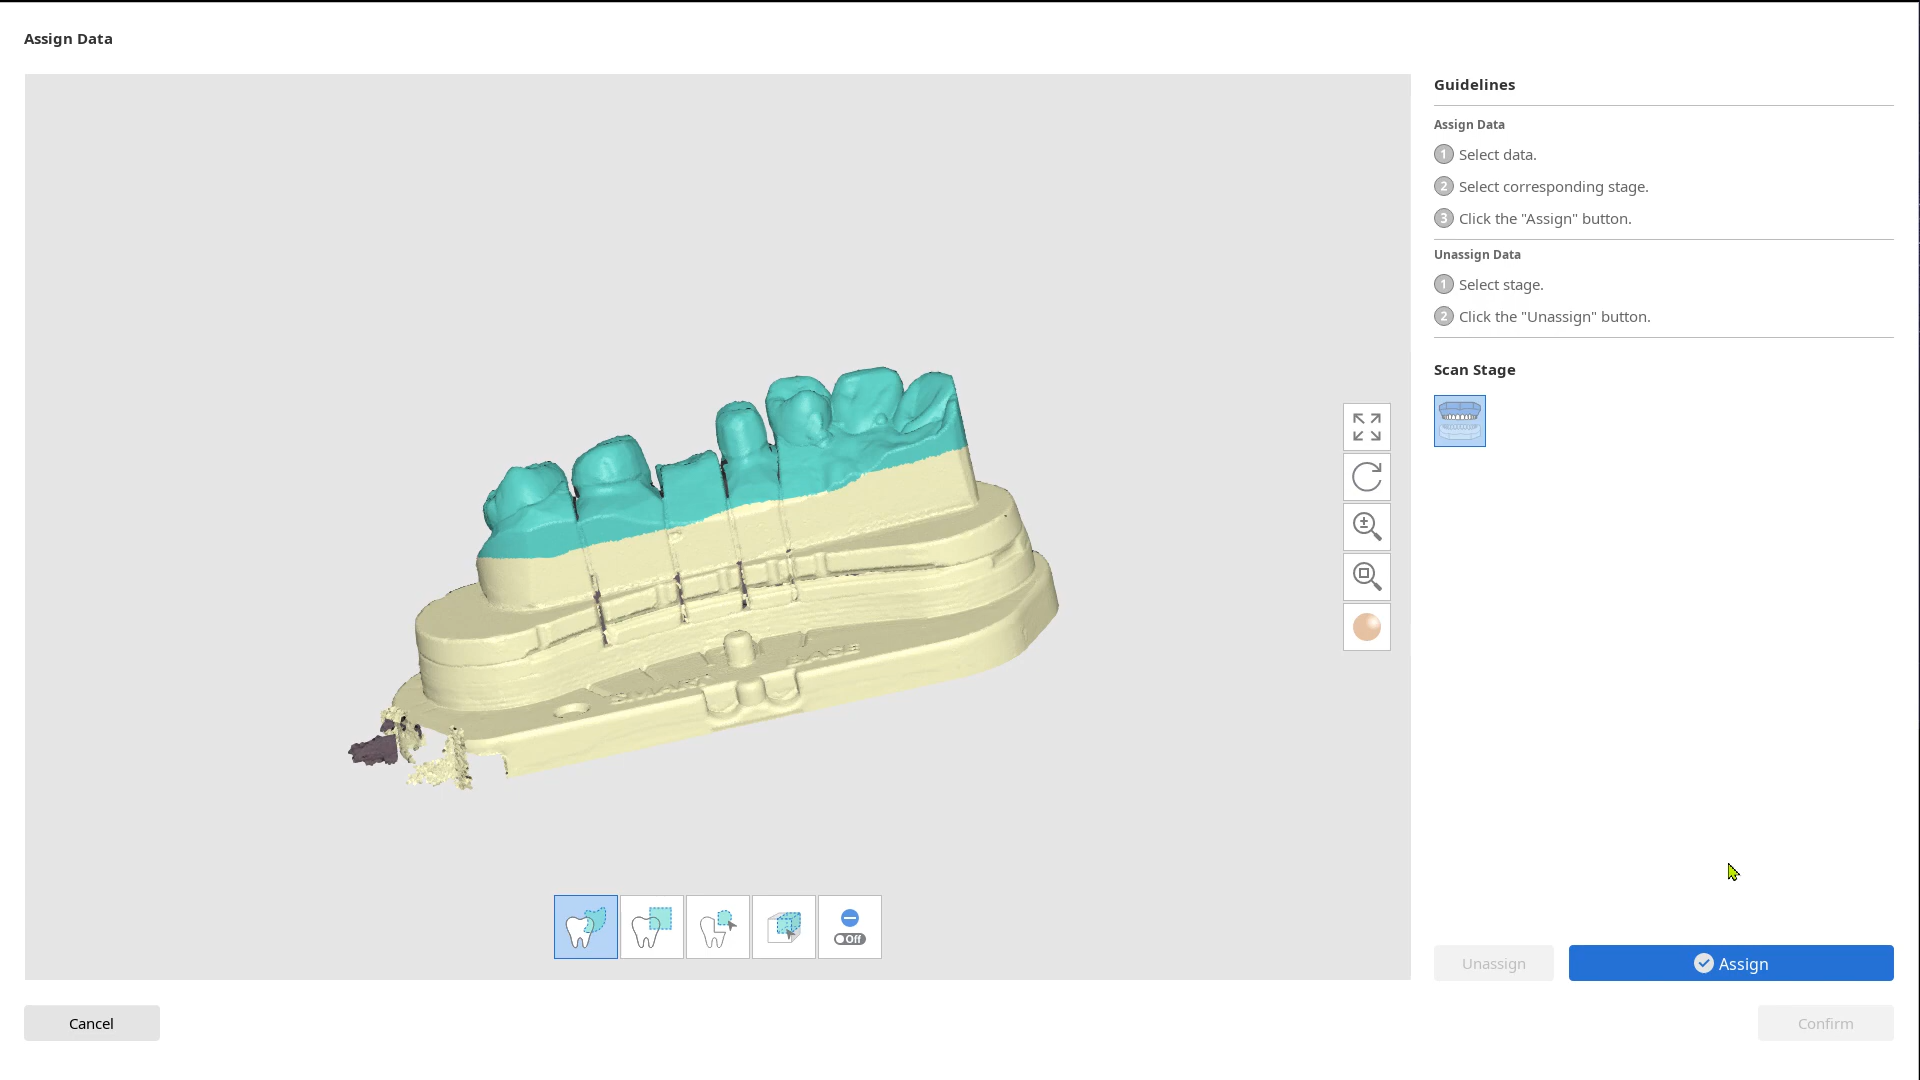 Assign Data
Guidelines
Assign Data
1 Select data.
2 Select corresponding stage.
3 Click the "Assign" button.
Unassign Data
1 Select stage.
2 Click the "Unassign" button.
Scan Stage
BASE
Off
Unassign
Assign
Cancel
Confirm